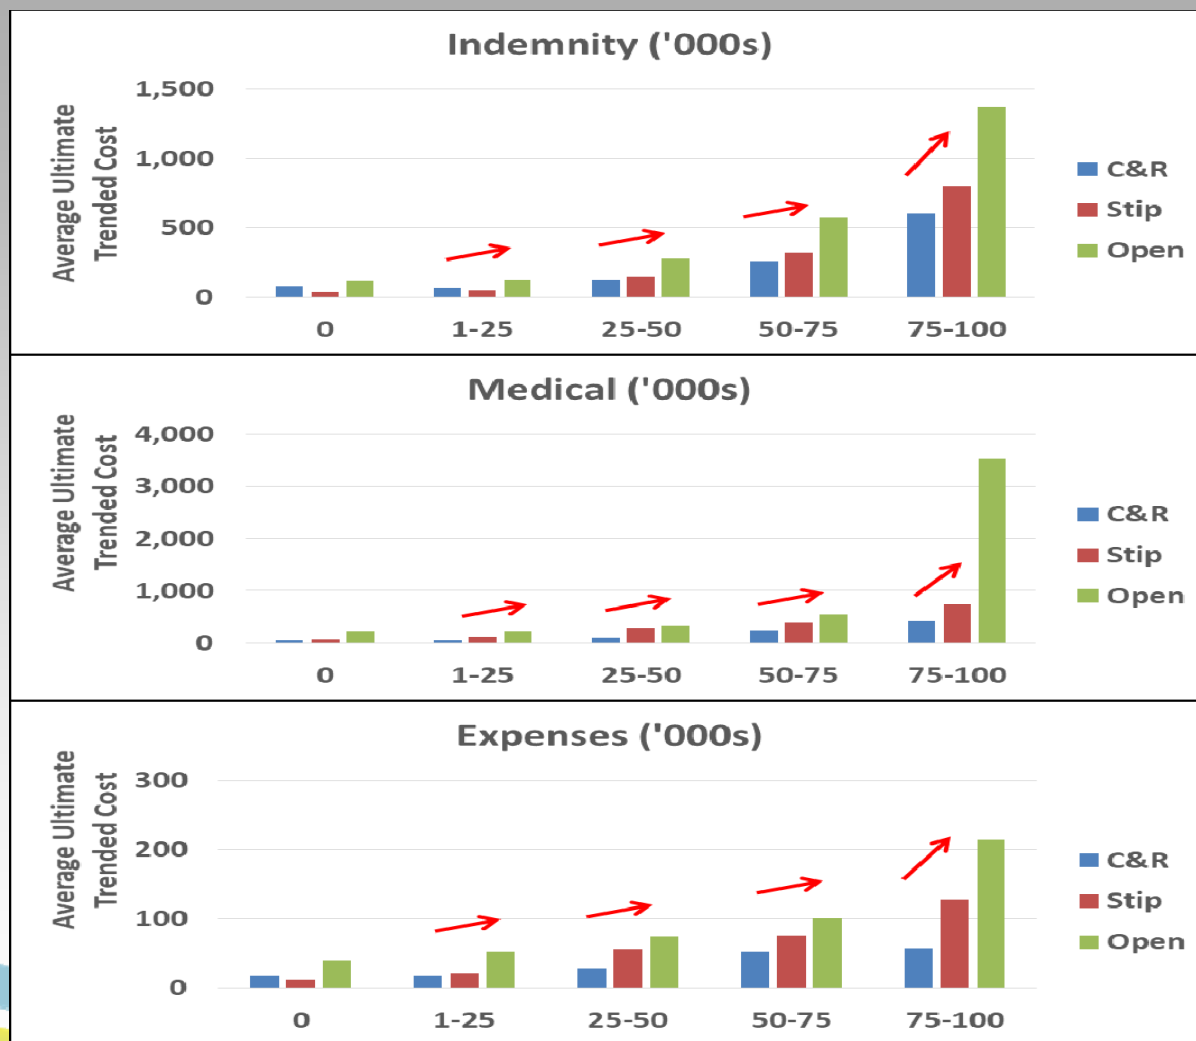 Indemnity ('000s)
Average Ultimate
Trended Cost
1,500
1,000
500
0
0 1-25 25-50 50-75 75-100
C&R
Stip
Open
Medical ('000s)
Average Ultimate
Trended Cost
4,000
3,000
2,000
1,000
0
0 1-25 25-50 50-75 75-100
C&R
Stip
Open
Expenses ('000s)
Average Ultimate
Trended Cost
300
200
100
0
0 1-25 25-50 50-75 75-100
C&R
Stip
Open